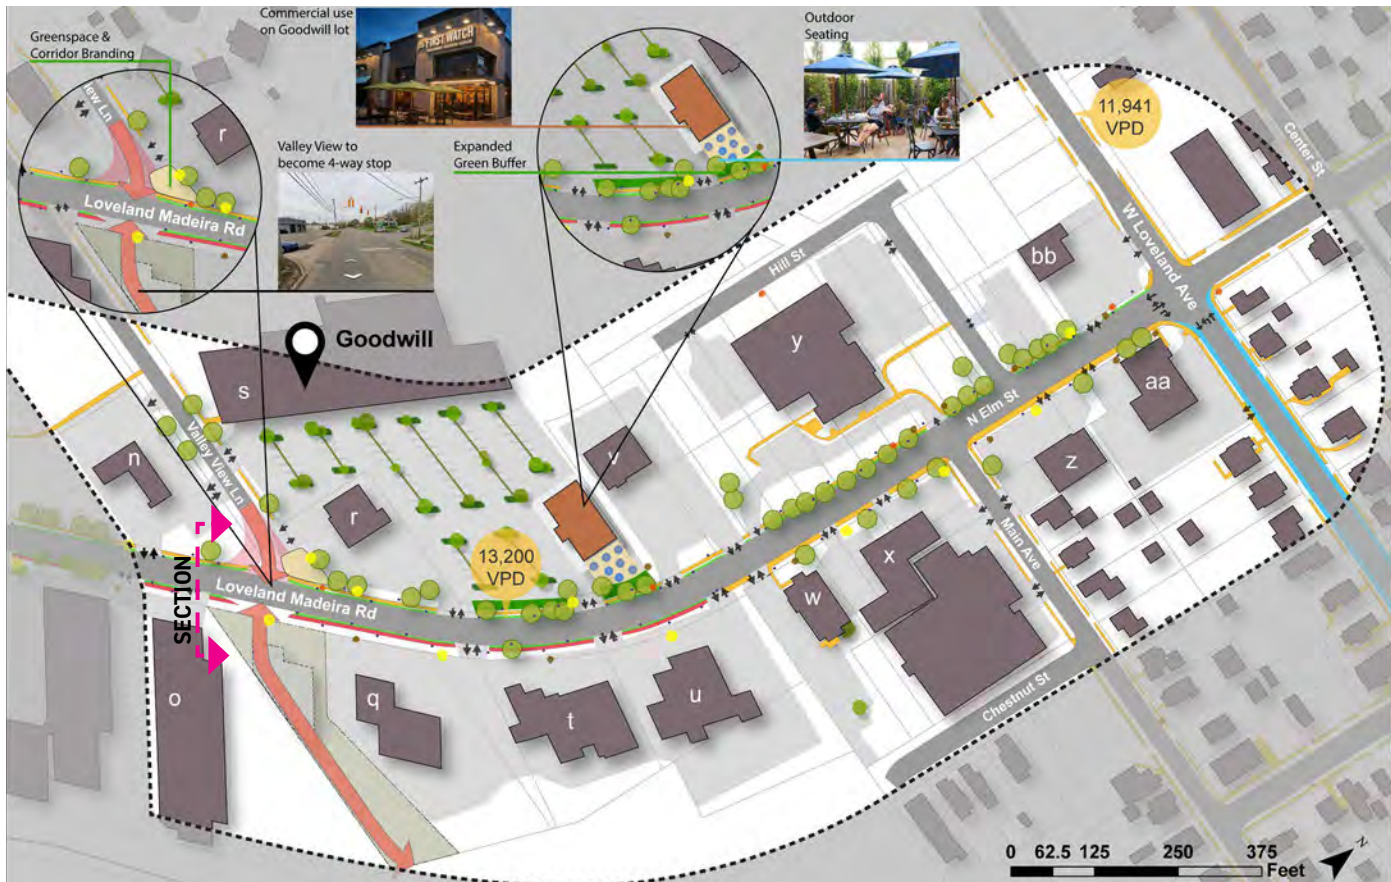 Commercial use
on Goodwill lot
Greenspace &
Corridor Branding
FIRST WATCH
Outdoor
Seating
11,941
VPD
Center St
r
Valley View to
become 4-way stop
Expanded
Green Buffer
View Ln
Loveland Madeira Rd
W Loveland Ave
Hill St
bb
Goodwill
y
s
aa
N Elm St
Valley View Ln
n
v
z
r
13,200
VPD
Main Ave
x
SECTION
Loveland Madeira Rd
w
o
q
t
u
Chestnut St
0 62.5 125 250 375
Feet
N